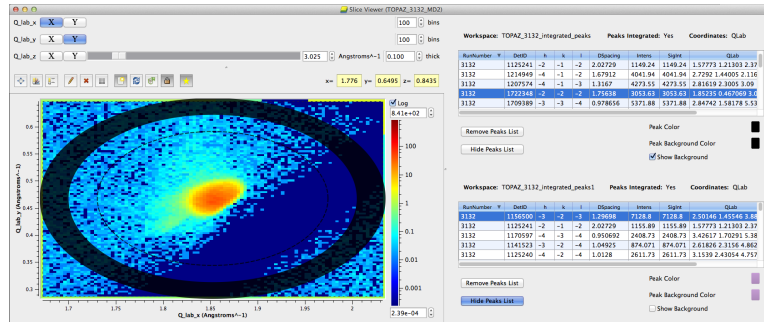 Slice Viewer (TOPAZ_3132_MD2)
Q_lab_x X Y 100 bins
Q_lab_y X Y 100 bins
Q_lab_z X Y 3.025 Angstroms^-1 0.100 thick
x= 1.776 y= 0.6495 z= 0.8435
Log
8.41e+02
100
10
1
0.1
0.01
0.001
2.39e-04
Q_lab_y (Angstroms^-1)
0.6
0.55
0.5
0.45
0.4
0.35
0.3
1.7 1.75 1.8 1.85 1.9 1.95 2
Q_lab_x (Angstroms^-1)
Workspace: TOPAZ_3132_integrated_peaks Peaks Integrated: Yes Coordinates: QLab
RunNumber DetID h k l DSpacing Intens SigInt QLab
3132 1125241 -2 -1 -2 2.02729 1149.24 1149.24 1.57773 1.21303 2.37
3132 1214949 -4 -1 -2 1.67912 4041.94 4041.94 2.7292 1.44005 2.116
3132 1207574 -4 -1 -3 1.3167 4273.55 4273.55 2.81619 2.3006 3.09
3132 1722348 -2 -2 -2 1.75638 3053.63 3053.63 1.85235 0.467069 3.0
3132 1709389 -3 -3 -4 0.978656 5371.88 5371.88 2.84742 1.58178 5.53
Remove Peaks List
Hide Peaks List
Peak Color
Peak Background Color
Show Background
Workspace: TOPAZ_3132_integrated_peaks1 Peaks Integrated: Yes Coordinates: QLab
RunNumber DetID h k l DSpacing Intens SigInt QLab
3132 1156500 -3 -2 -3 1.29698 7128.8 7128.8 2.50146 1.45546 3.88
3132 1125241 -2 -1 -2 2.02729 1155.89 1155.89 1.57773 1.21303 2.37
3132 1170597 -4 -3 -4 0.950692 2408.73 2408.73 3.42617 1.70291 5.38
3132 1141523 -3 -2 -4 1.04925 874.071 874.071 2.61826 2.3156 4.862
3132 1125240 -4 -2 -4 1.0128 2611.73 2611.73 3.1539 2.43054 4.757
Remove Peaks List
Hide Peaks List
Peak Color
Peak Background Color
Show Background